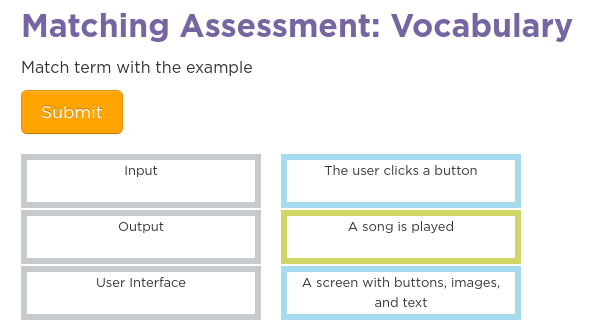 Matching Assessment: Vocabulary
Match term with the example
Submit
Input
The user clicks a button
Output
A song is played
User Interface
A screen with buttons, images,
and text